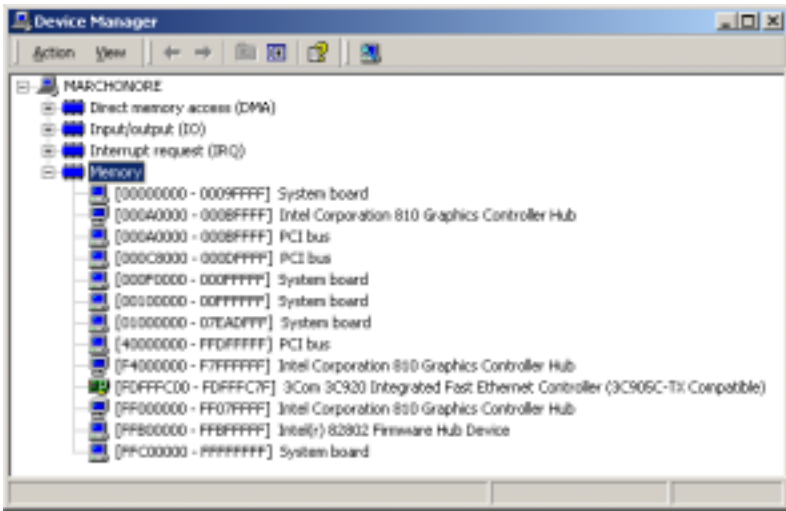 Device Manager
Action View
MARCHONORE
Direct memory access (DMA)
Input/output (IO)
Interrupt request (IRQ)
Memory
[00000000 - 0009FFFF] System board
[000A0000 - 000BFFFF] Intel Corporation 810 Graphics Controller Hub
[000A0000 - 000BFFFF] PCI bus
[000C8000 - 000DFFFF] PCI bus
[000F0000 - 000FFFFF] System board
[00100000 - 00FFFFFF] System board
[01000000 - 07EADFFF] System board
[40000000 - FFDFFFFF] PCI bus
[F4000000 - F7FFFFFF] Intel Corporation 810 Graphics Controller Hub
[FDFFFC00 - FDFFFC7F] 3Com 3C920 Integrated Fast Ethernet Controller (3C905C-TX Compatible)
[FF000000 - FF07FFFF] Intel Corporation 810 Graphics Controller Hub
[FFB00000 - FFBFFFFF] Intel(r) 82802 Firmware Hub Device
[FFC00000 - FFFFFFFF] System board